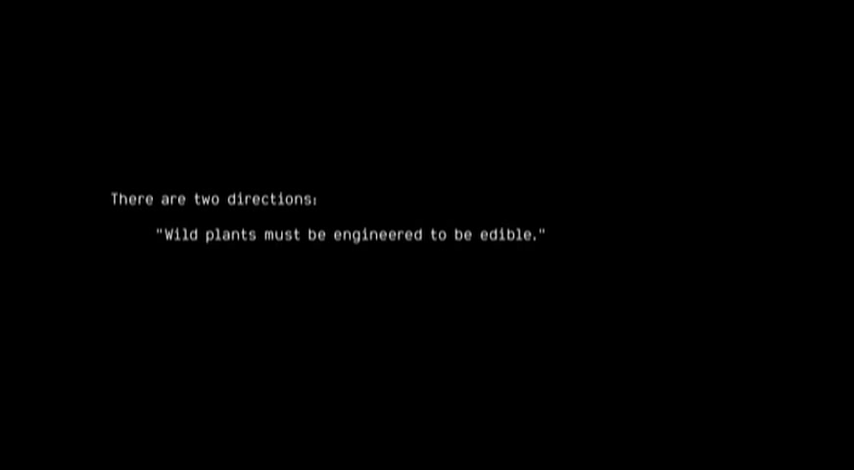 There are two directions:
"Wild plants must be engineered to be edible."